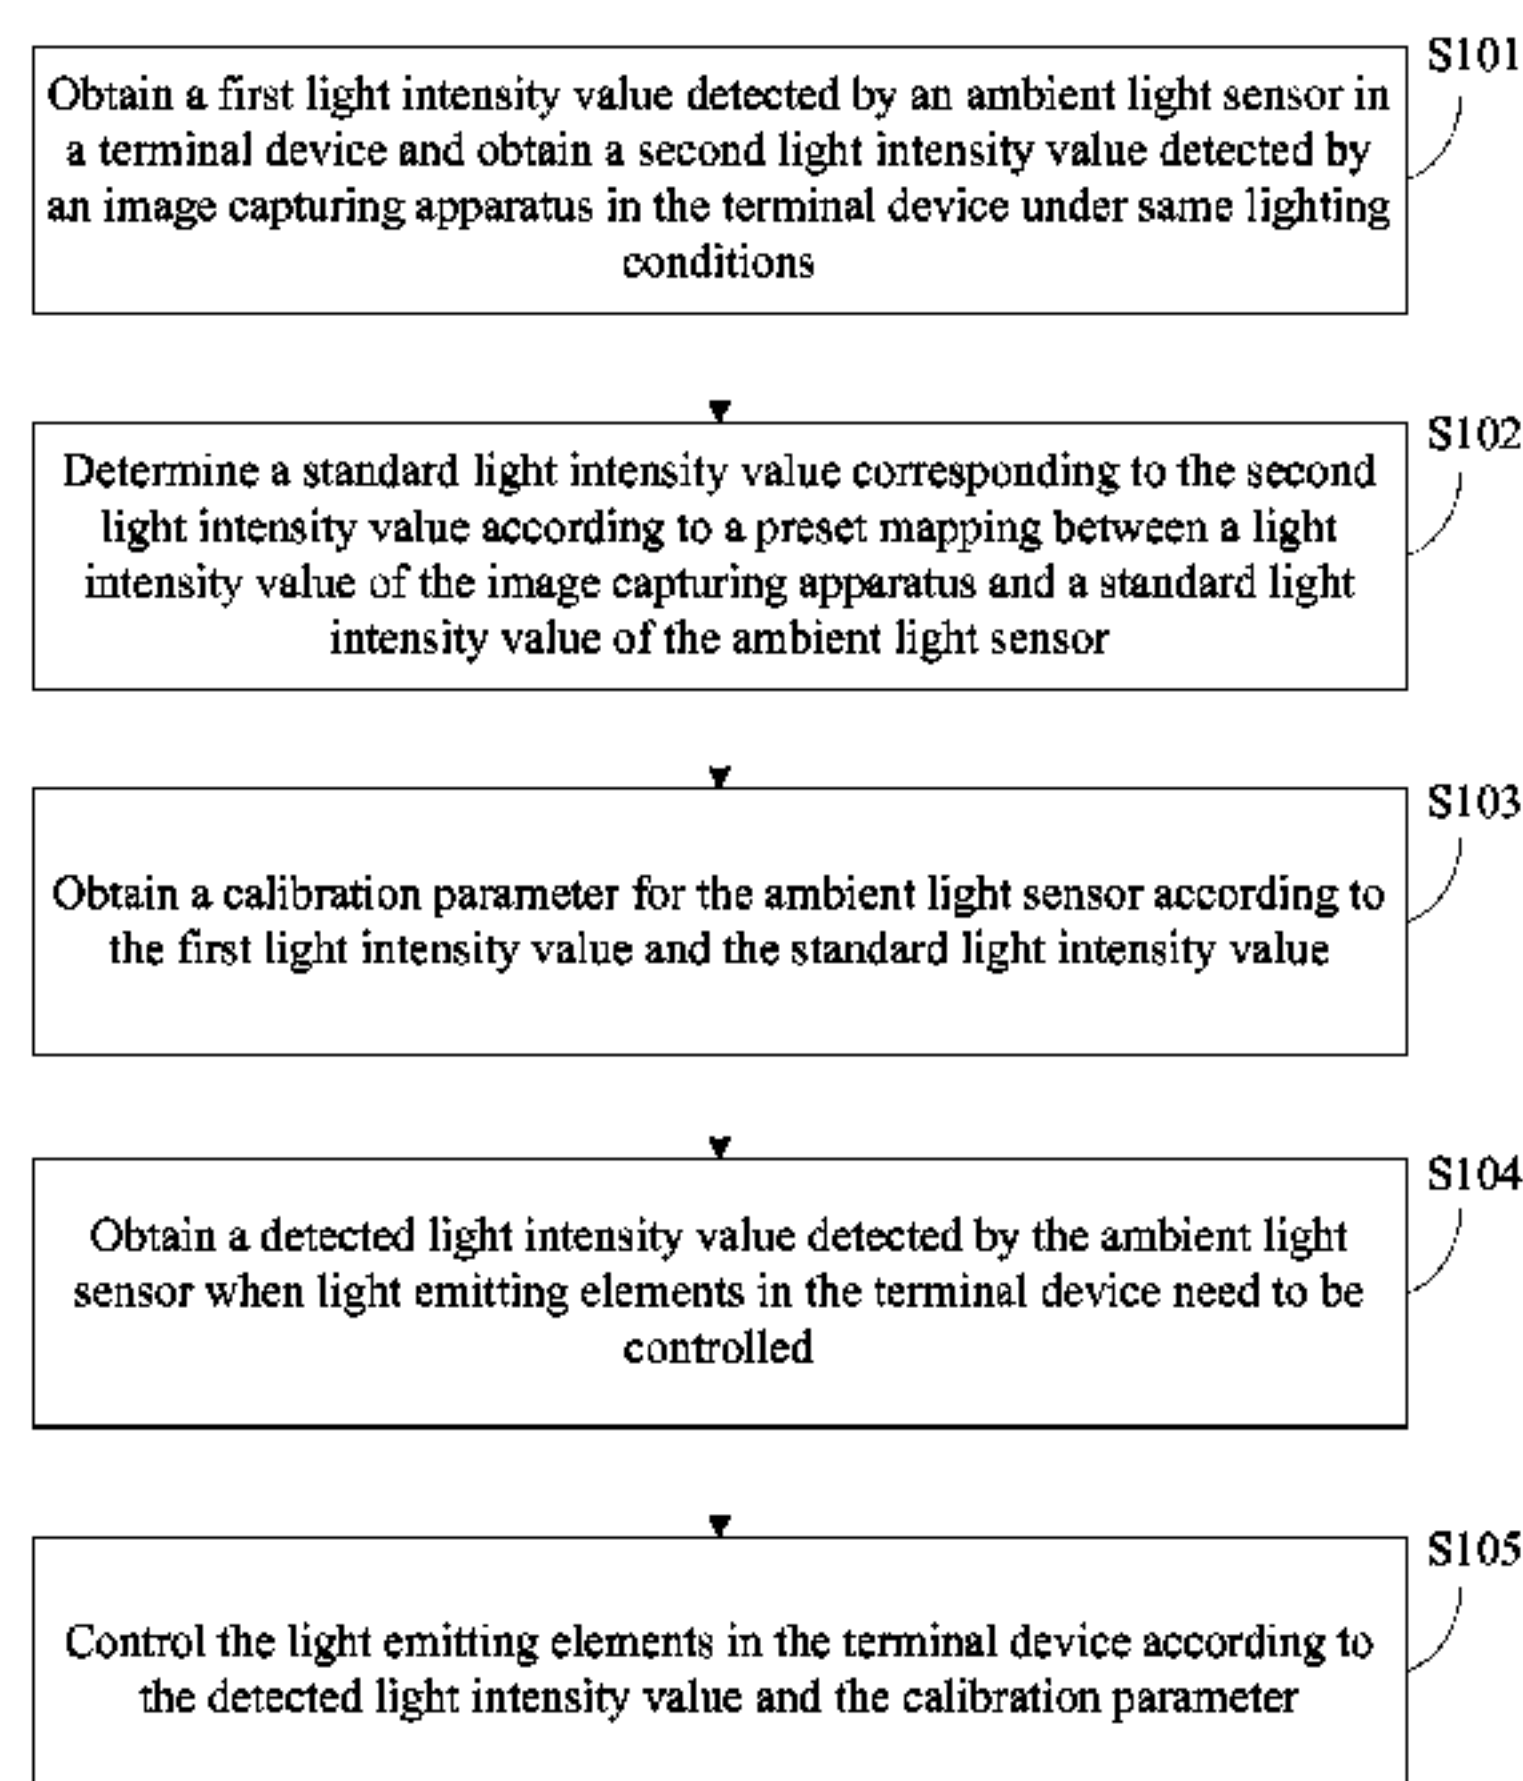 S101
Obtain a first light intensity value detected by an ambient light sensor in
a terminal device and obtain a second light intensity value detected by
an image capturing apparatus in the terminal device under same lighting
conditions
S102
Determine a standard light intensity value corresponding to the second
light intensity value according to a preset mapping between a light
intensity value of the image capturing apparatus and a standard light
intensity value of the ambient light sensor
S103
Obtain a calibration parameter for the ambient light sensor according to
the first light intensity value and the standard light intensity value
S104
Obtain a detected light intensity value detected by the ambient light
sensor when light emitting elements in the terminal device need to be
controlled
S105
Control the light emitting elements in the terminal device according to
the detected light intensity value and the calibration parameter